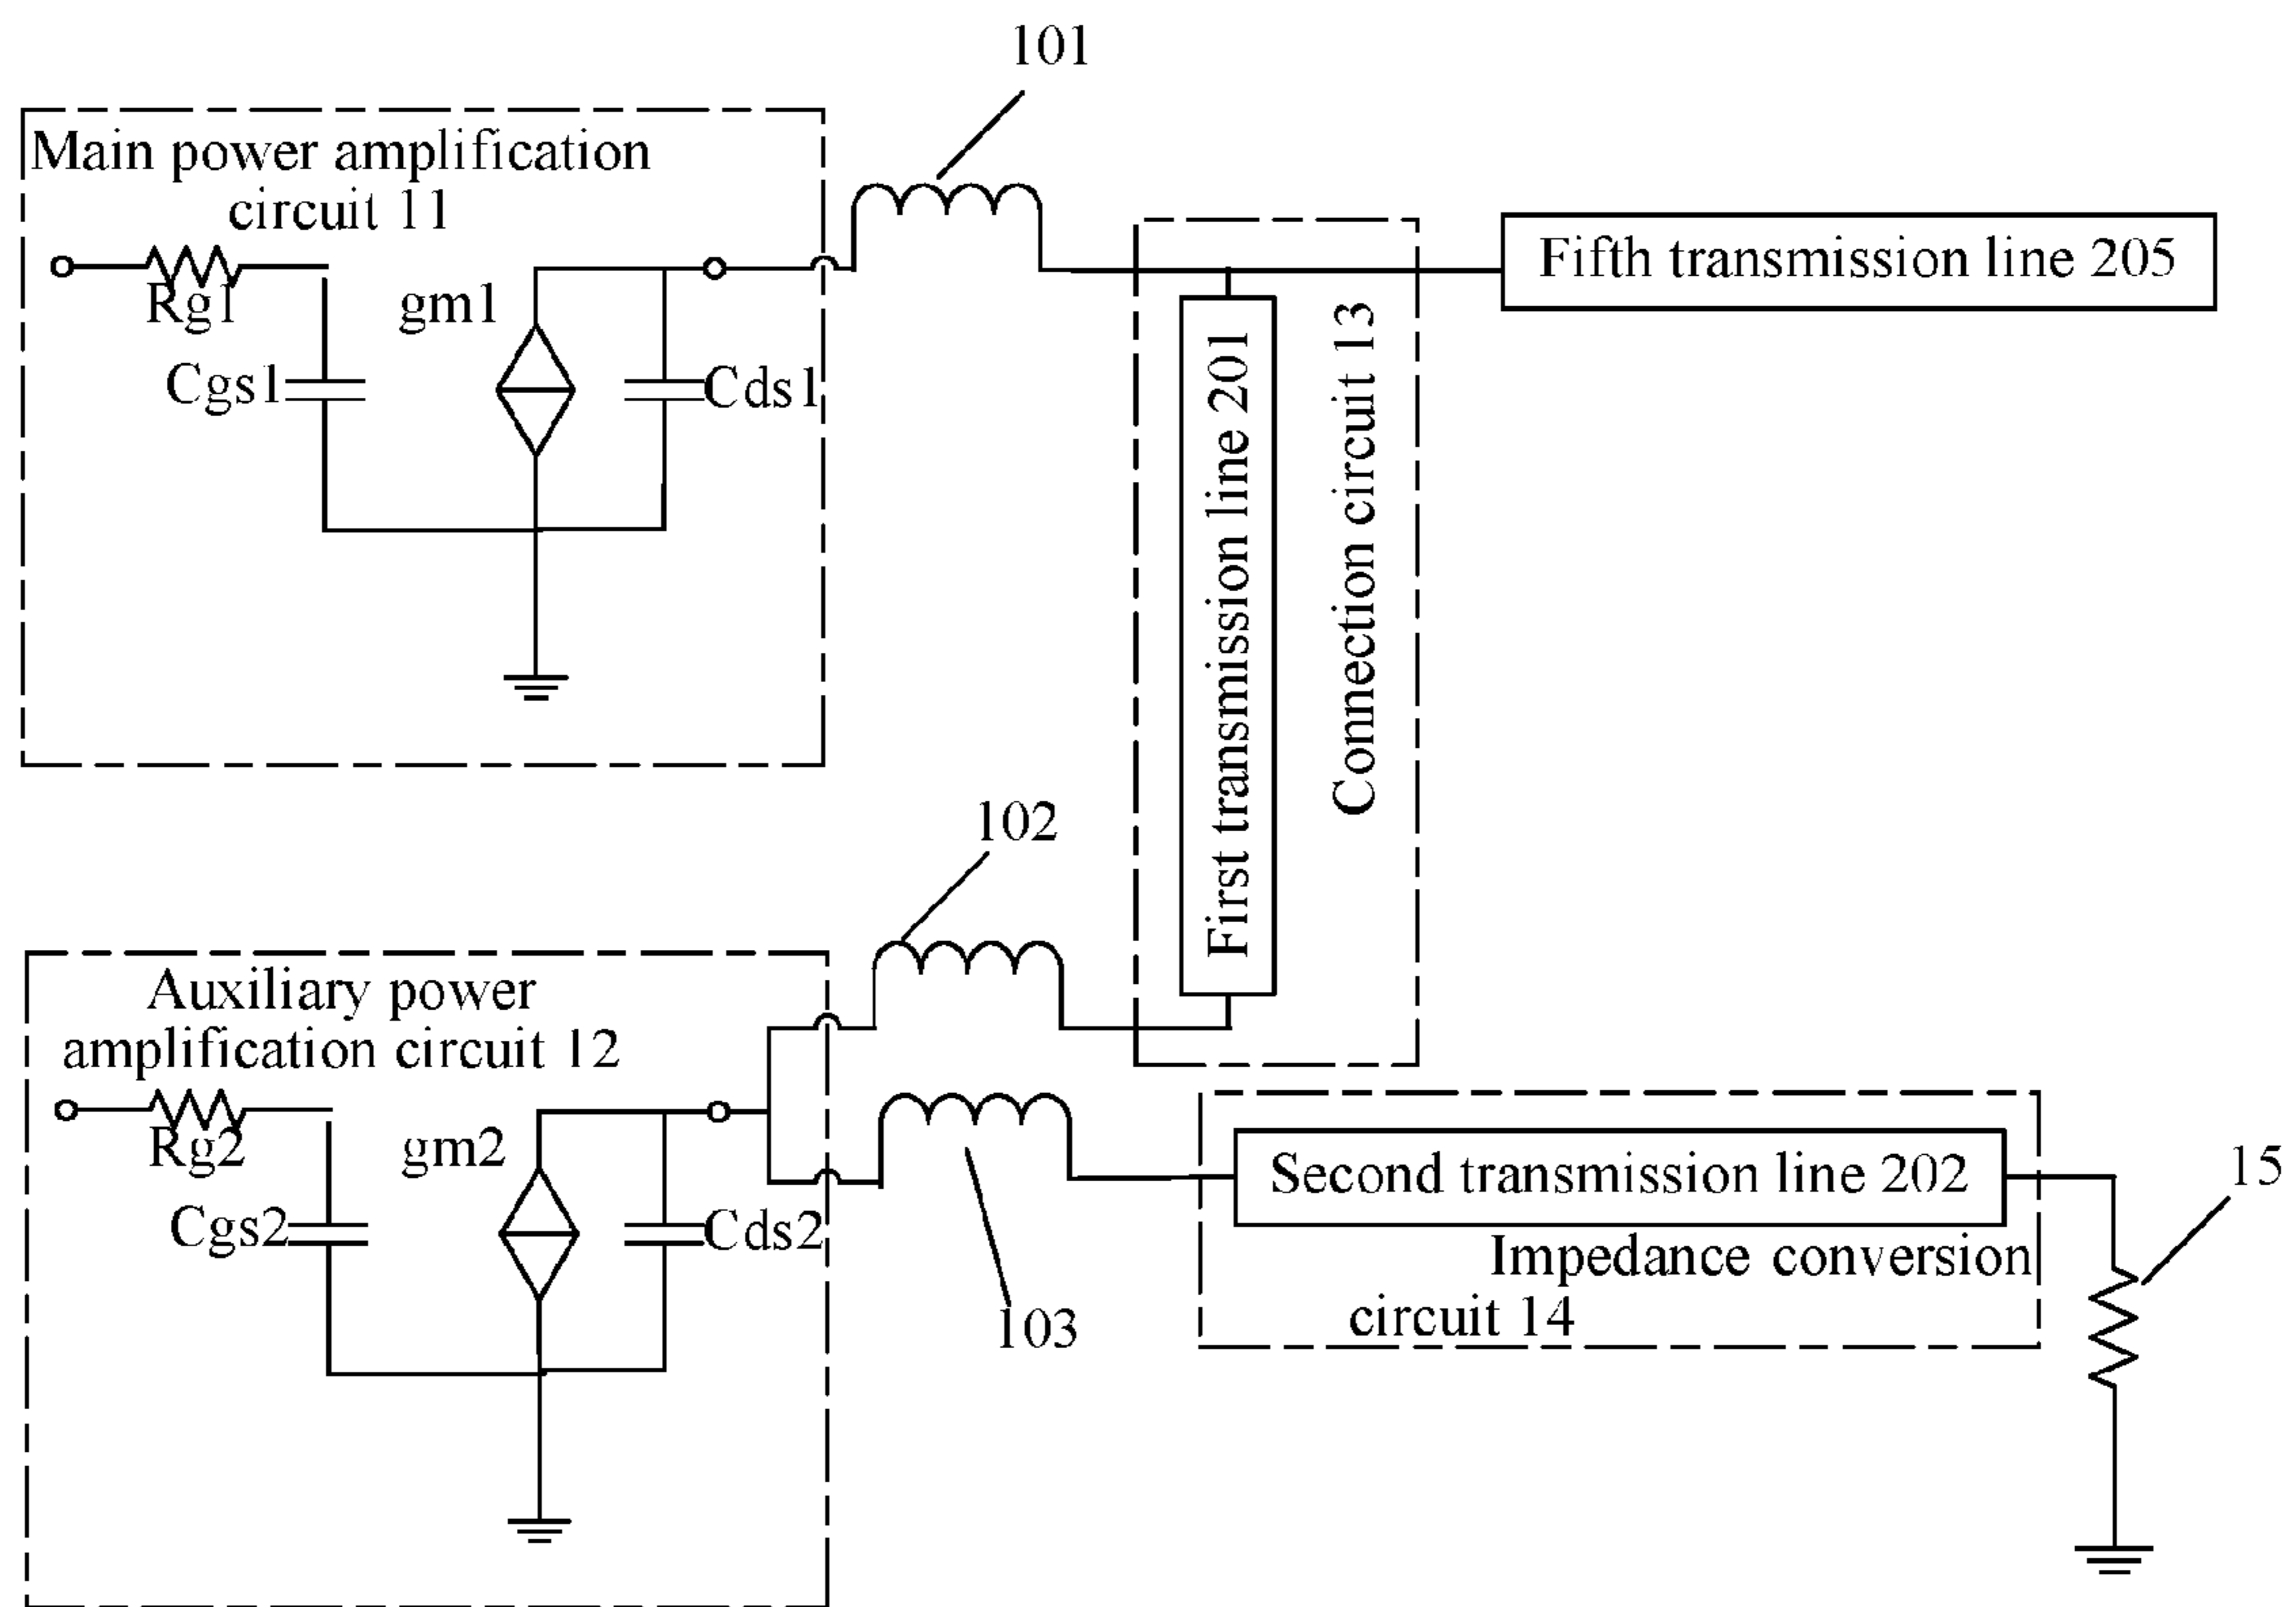 101
Main power amplification
circuit 11
Rg1
gm1
Cgs1
Cds1
Fifth transmission line 205
First transmission line 201
Connection circuit 13
102
Auxiliary power
amplification circuit 12
Rg2
gm2
Cgs2
Cds2
103
Second transmission line 202
Impedance conversion
circuit 14
15